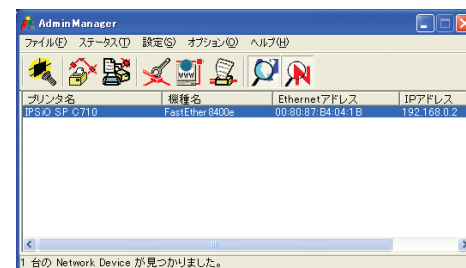 AdminManager
ファイル(F) ステータス(T) 設定(S) オプション(O) ヘルプ(H)
WWW
プリンタ名 機種名 Ethernetアドレス IPアドレス
IPSiO SP C710 FastEther 8400e 00:80:87:B4:04:1B 192.168.0.2
1 台の Network Device が見つかりました。